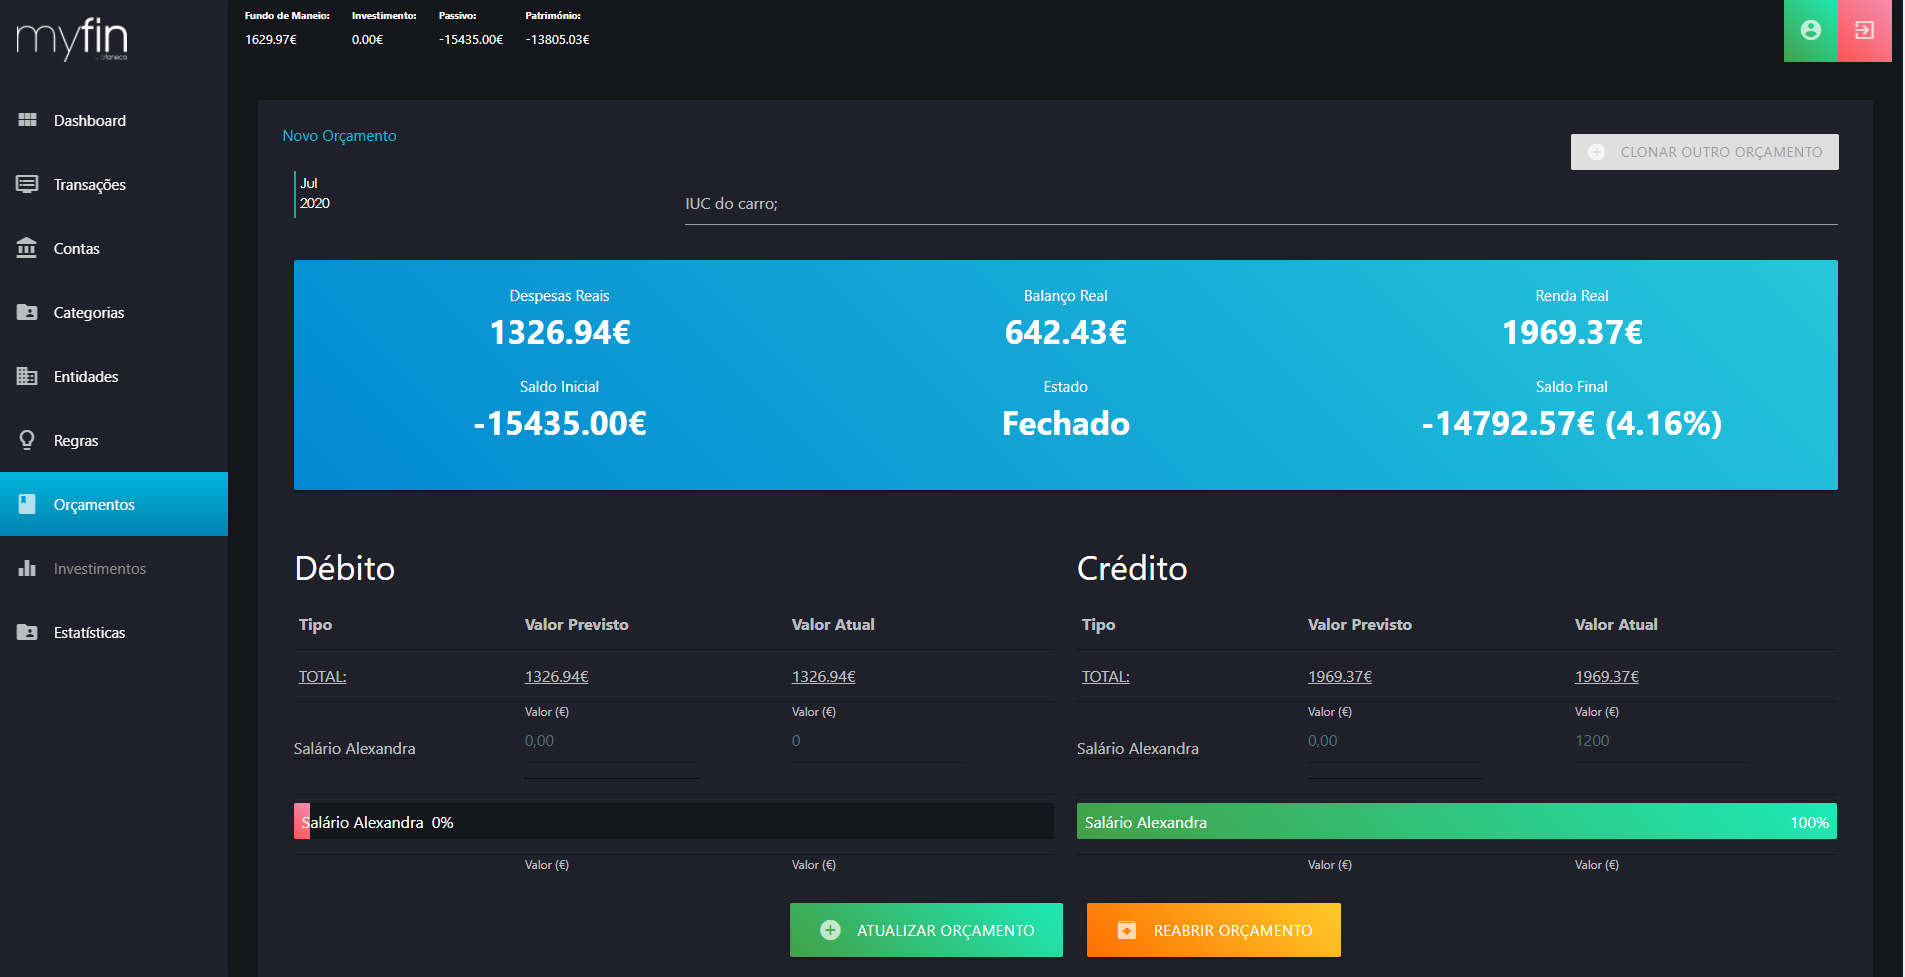 myfin
by afaneca
Fundo de Maneio: Investimento: Passivo: Património:
1629.97€ 0.00€ -15435.00€ -13805.03€
Dashboard
Transações
Contas
Categorias
Entidades
Regras
Orçamentos
Investimentos
Estatísticas
Novo Orçamento
CLONAR OUTRO ORÇAMENTO
Jul
2020
IUC do carro;
Despesas Reais Balanço Real Renda Real
1326.94€ 642.43€ 1969.37€
Saldo Inicial Estado Saldo Final
-15435.00€ Fechado -14792.57€ (4.16%)
Débito
Tipo Valor Previsto Valor Atual
TOTAL: 1326.94€ 1326.94€
Valor (€) Valor (€)
Salário Alexandra 0,00 0
Salário Alexandra 0%
Valor (€) Valor (€)
Crédito
Tipo Valor Previsto Valor Atual
TOTAL: 1969.37€ 1969.37€
Valor (€) Valor (€)
Salário Alexandra 0,00 1200
Salário Alexandra 100%
Valor (€) Valor (€)
ATUALIZAR ORÇAMENTO
REABRIR ORÇAMENTO